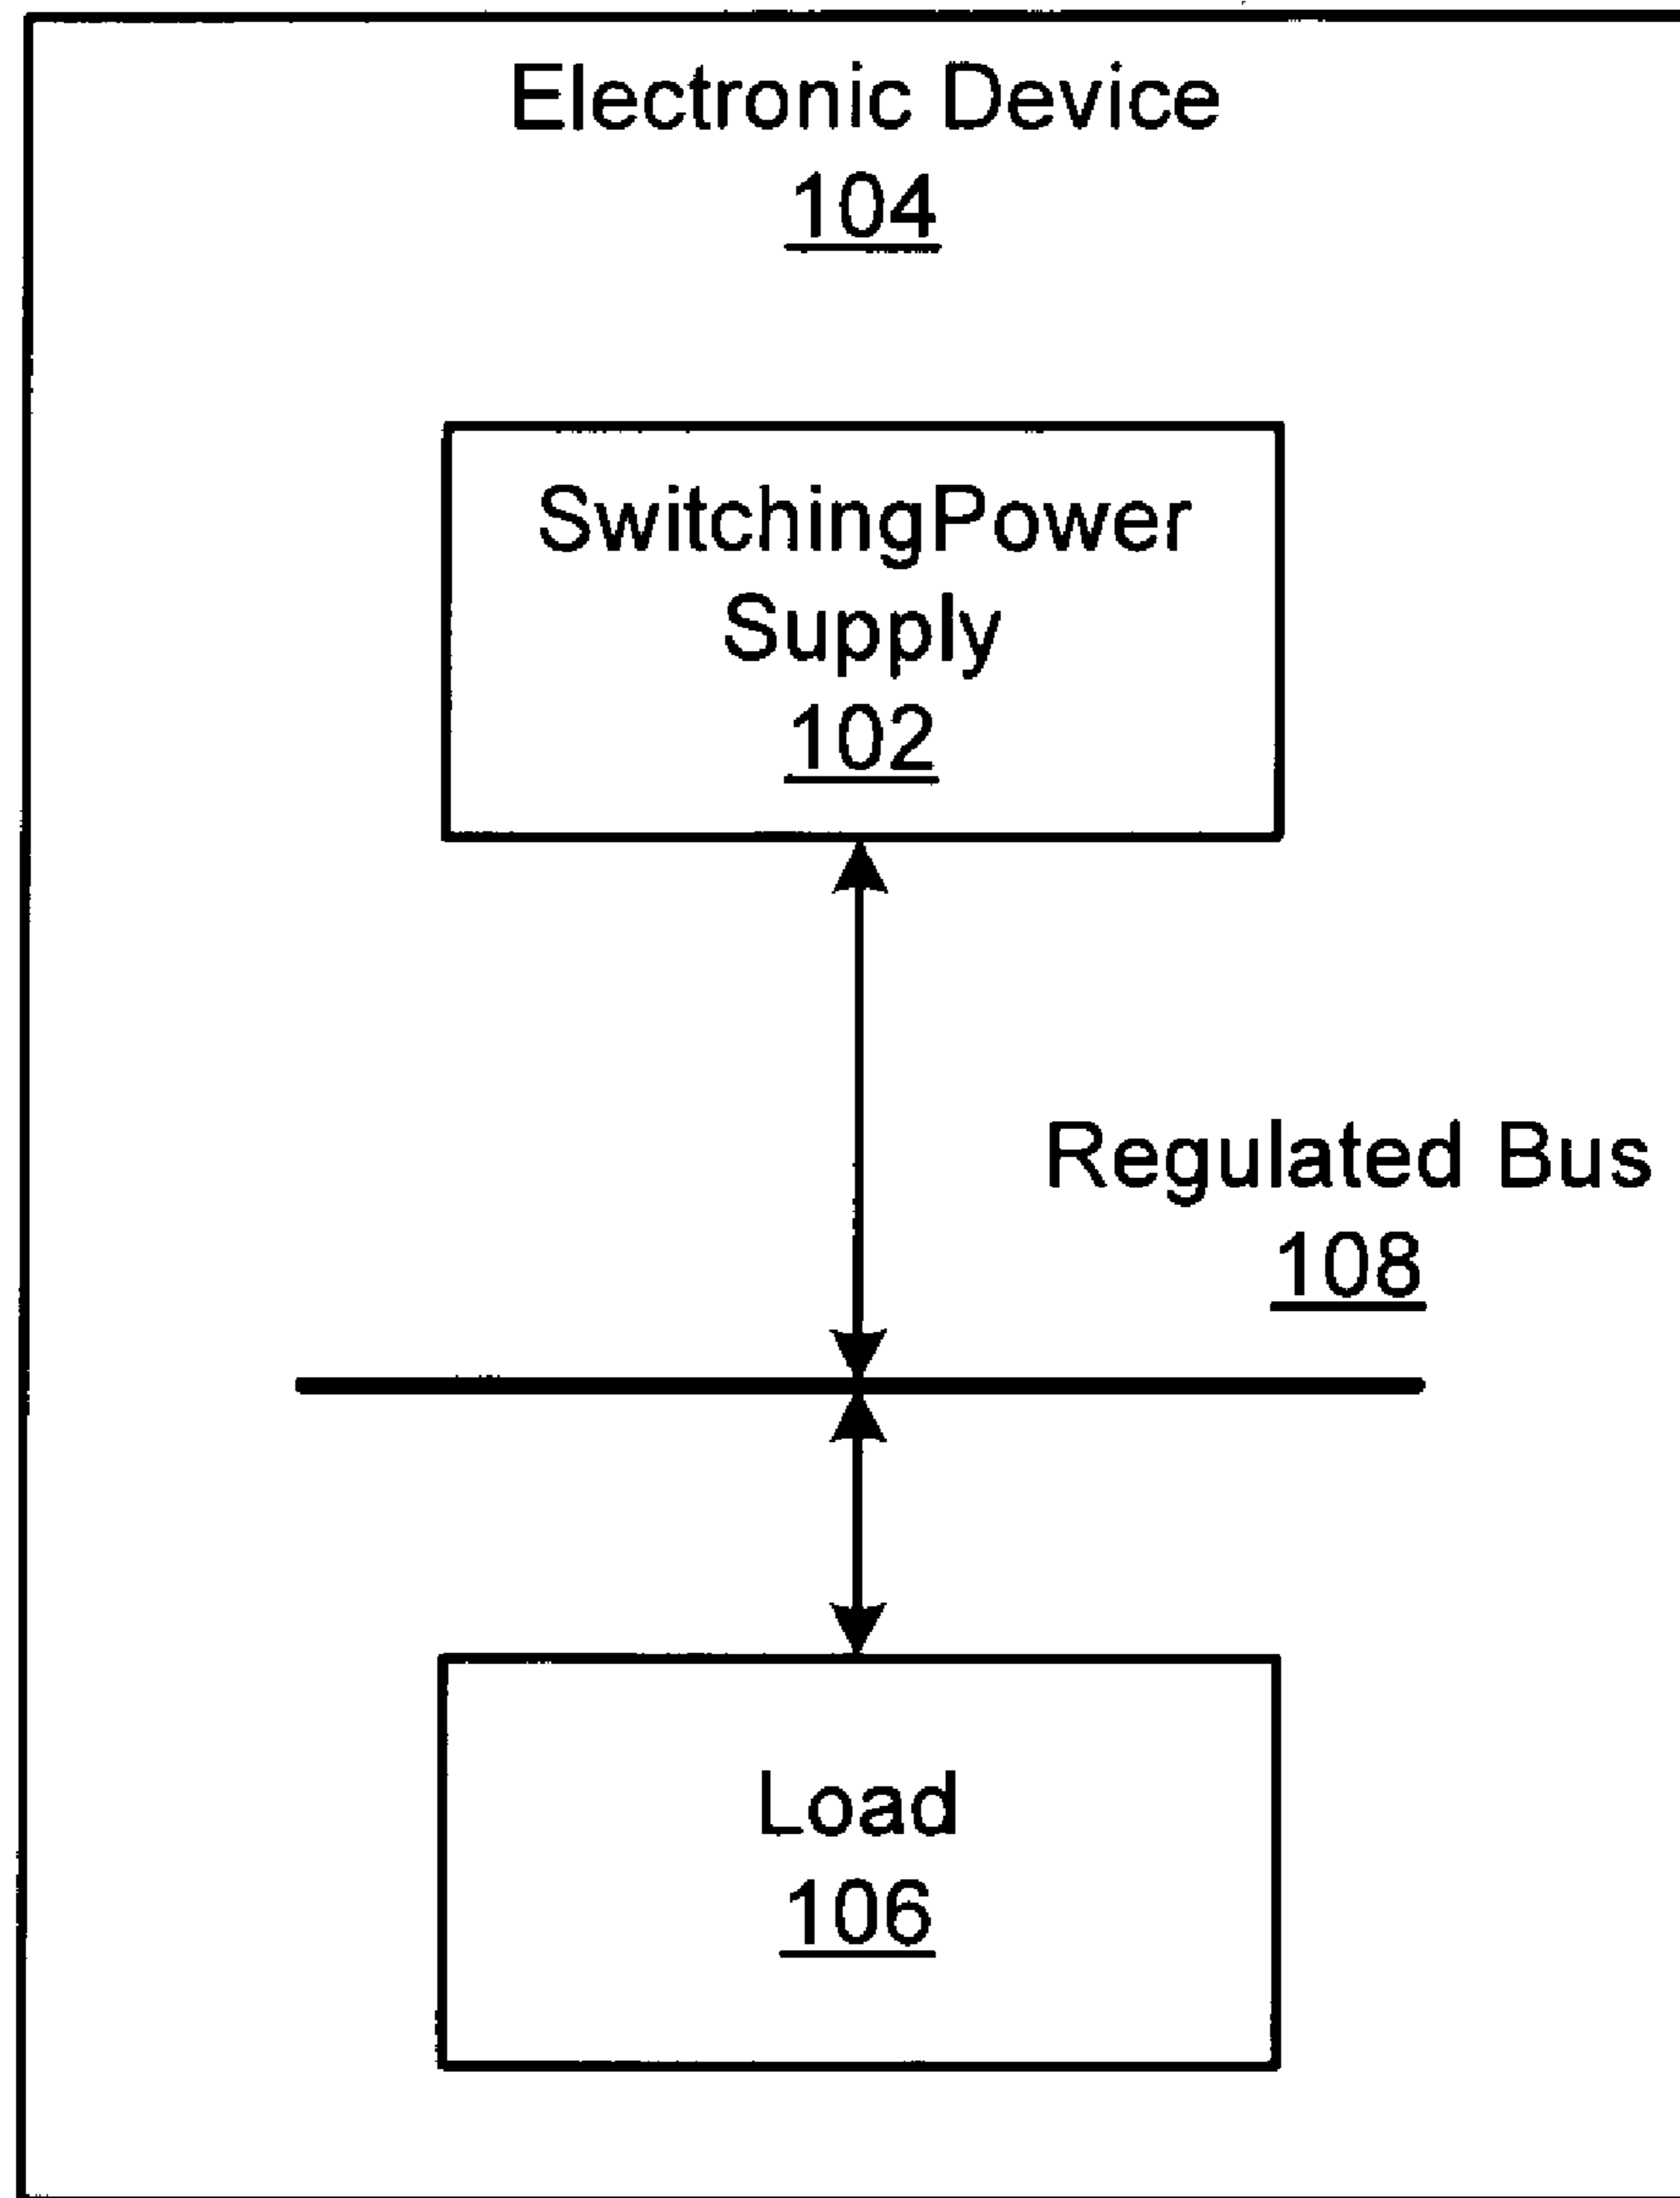 Electronic Device
104
SwitchingPower
Supply
102
Regulated Bus
108
Load
106